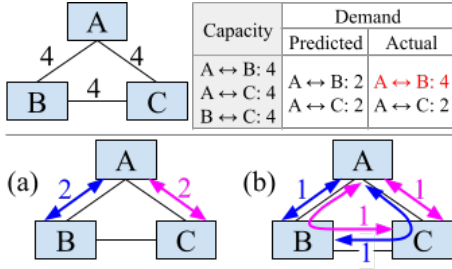 A
4
4
B
4
C
Capacity
Demand
Predicted
Actual
A ↔ B: 4
A ↔ C: 4
B ↔ C: 4
A ↔ B: 2
A ↔ C: 2
A ↔ B: 4
A ↔ C: 2
(a)
A
2
2
B
C
(b)
A
1
1
1
B
C
1